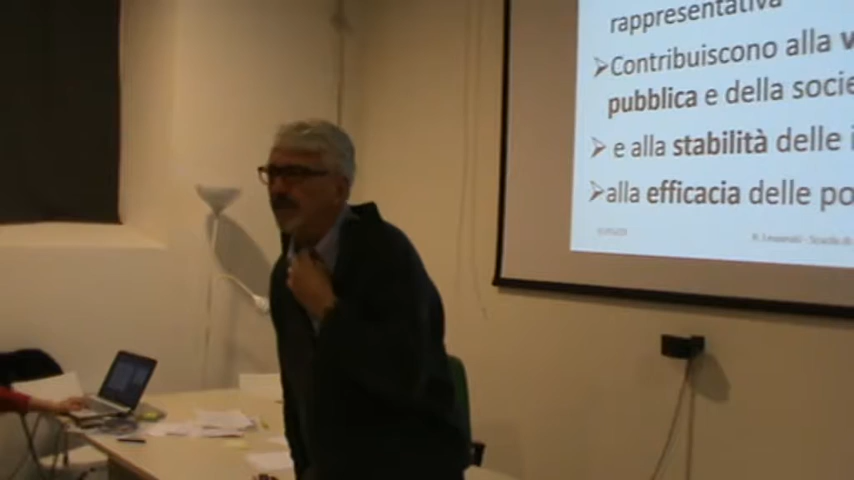 rappresentativa
➢Contribuiscono alla
pubblica e della socie
➢ e alla stabilità delle i
➢alla efficacia delle po